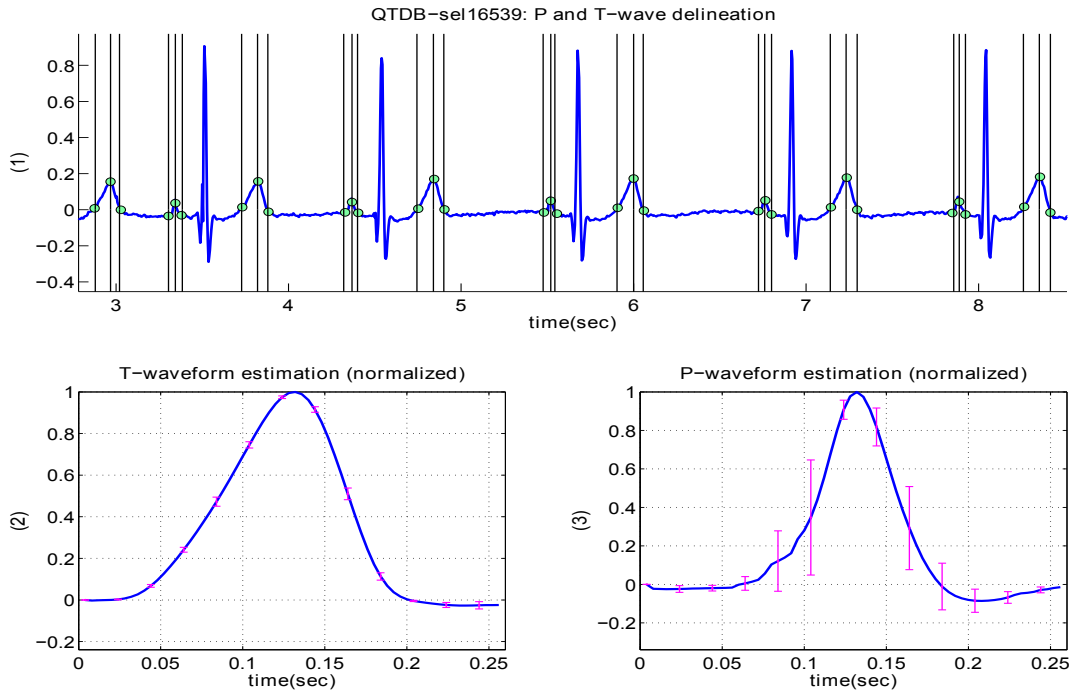 QTDB−sel16539: P and T−wave delineation
0.8
0.6
0.4
0.2
0
−0.2
−0.4
(1)
3 4 5 6 7 8
time(sec)
T−waveform estimation (normalized)
1
0.8
0.6
0.4
0.2
0
−0.2
(2)
0 0.05 0.1 0.15 0.2 0.25
time(sec)
P−waveform estimation (normalized)
1
0.8
0.6
0.4
0.2
0
−0.2
(3)
0 0.05 0.1 0.15 0.2 0.25
time(sec)